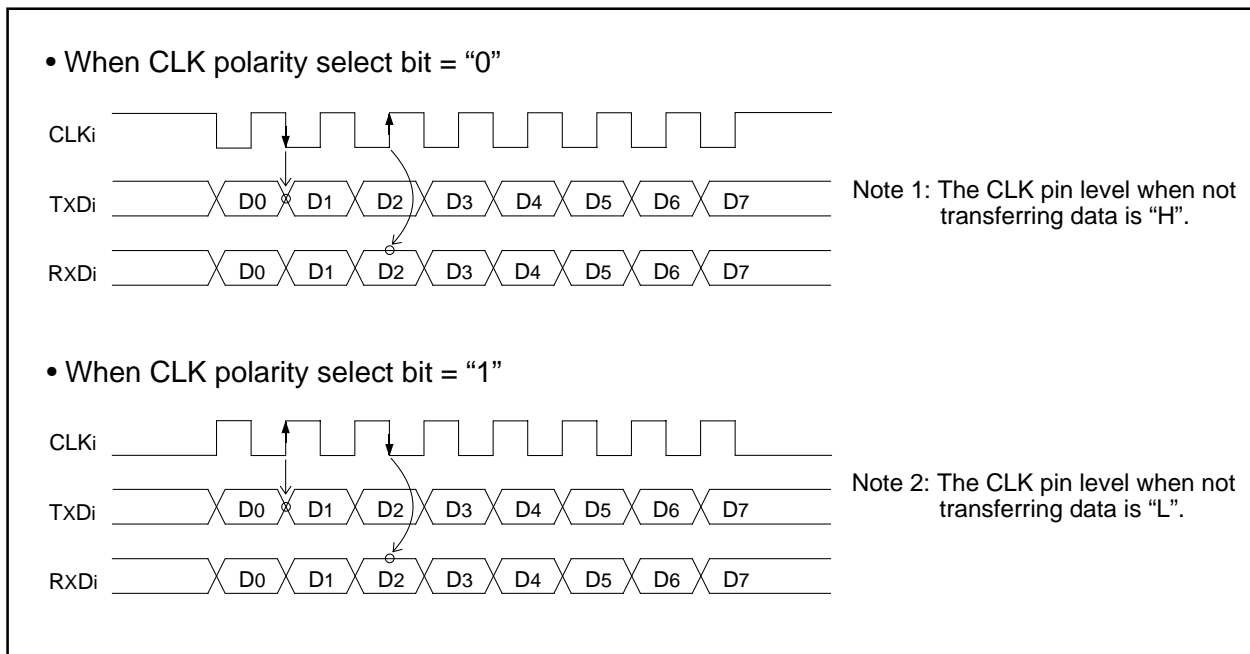 • When CLK polarity select bit = “0”
CLKi
TXDi D0 D1 D2 D3 D4 D5 D6 D7
RXDi D0 D1 D2 D3 D4 D5 D6 D7
Note 1: The CLK pin level when not
transferring data is “H”.
• When CLK polarity select bit = “1”
CLKi
TXDi D0 D1 D2 D3 D4 D5 D6 D7
RXDi D0 D1 D2 D3 D4 D5 D6 D7
Note 2: The CLK pin level when not
transferring data is “L”.